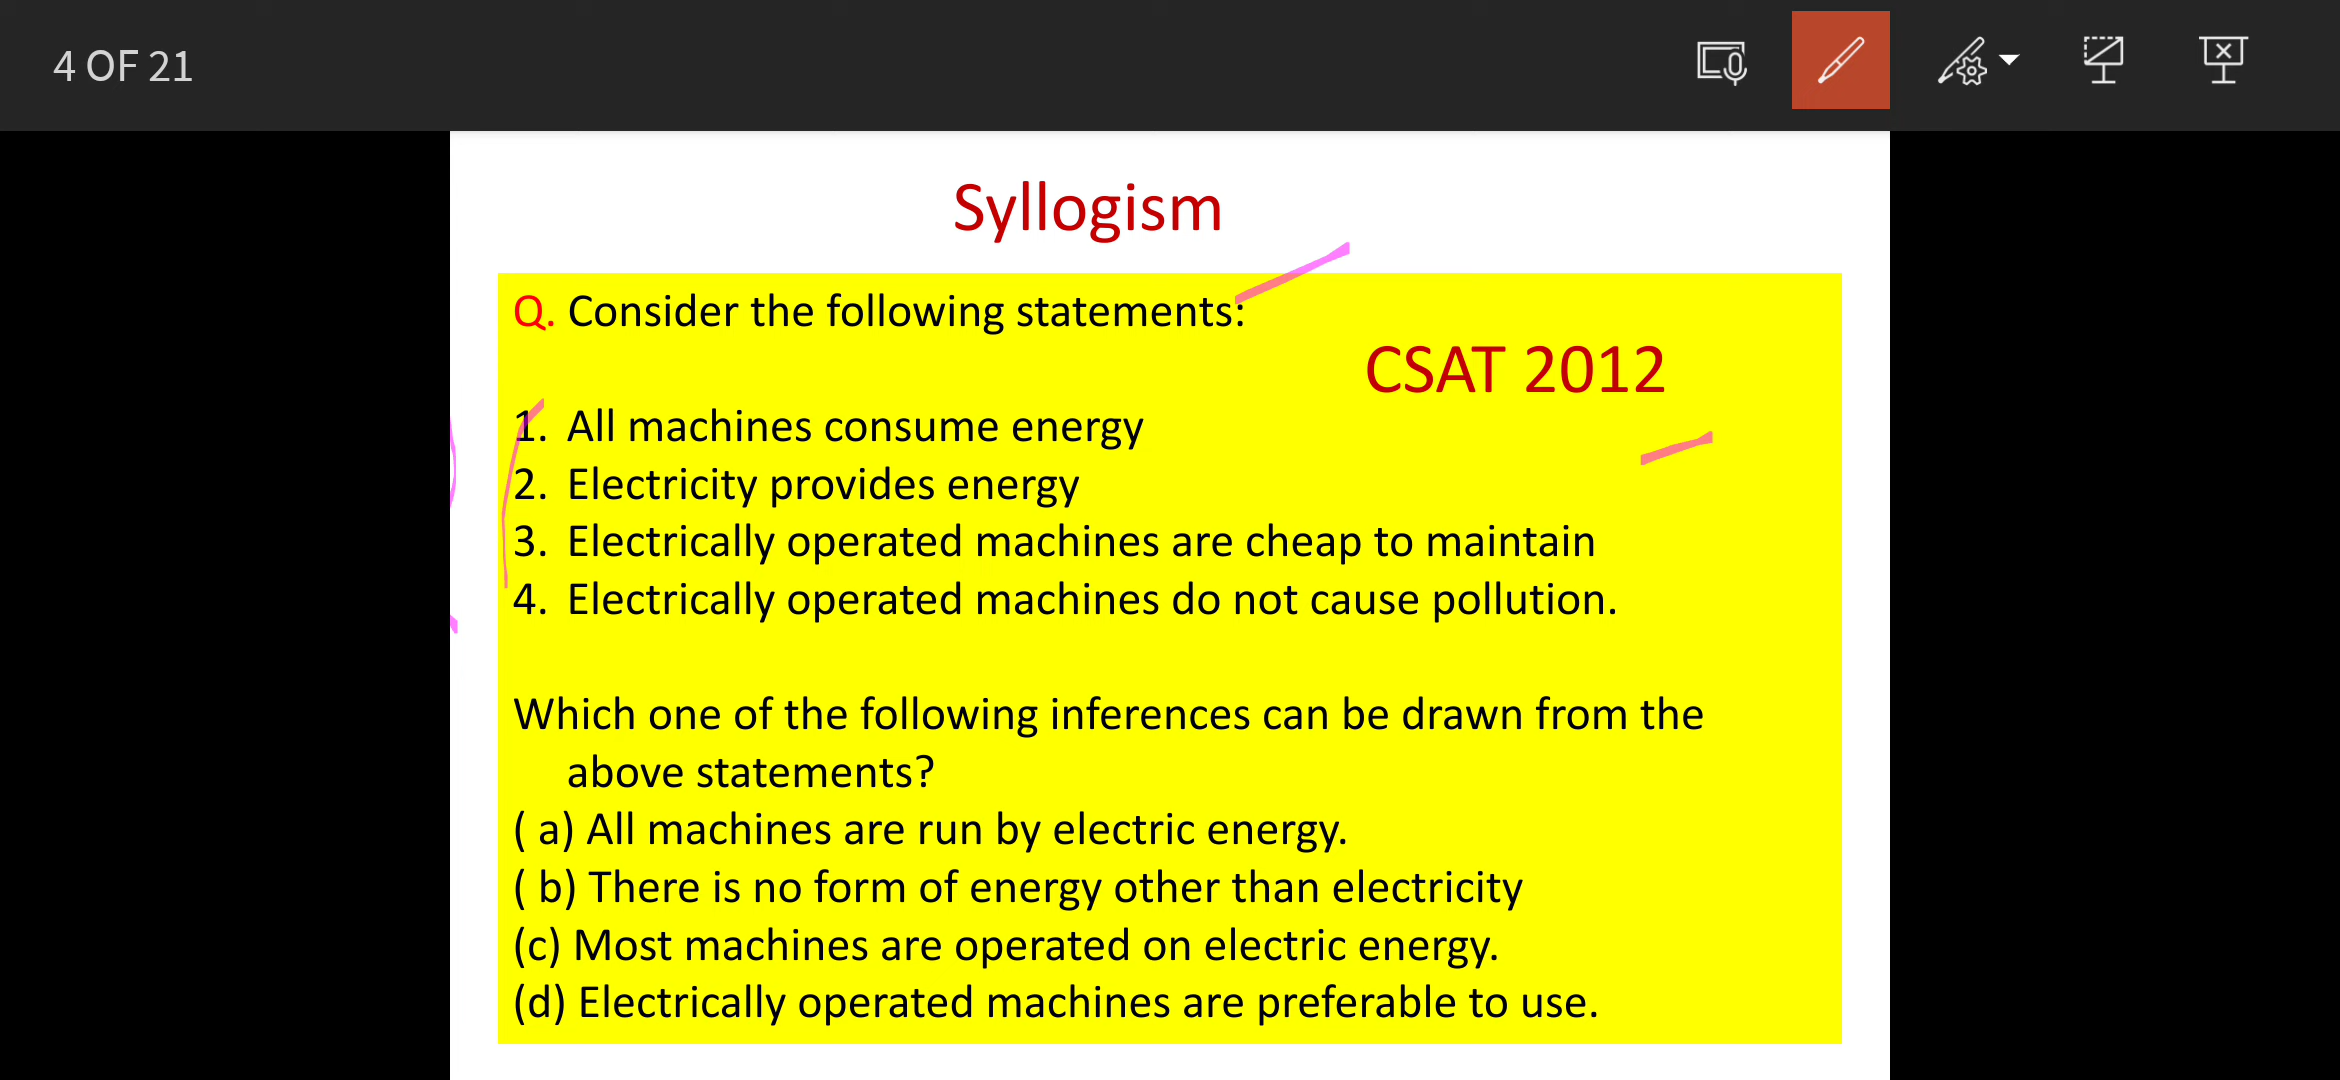 4 OF 21
Syllogism
Q. Consider the following statements:
CSAT 2012
1. All machines consume energy
2. Electricity provides energy
3. Electrically operated machines are cheap to maintain
4. Electrically operated machines do not cause pollution.
Which one of the following inferences can be drawn from the
above statements?
( a) All machines are run by electric energy.
( b) There is no form of energy other than electricity
(c) Most machines are operated on electric energy.
(d) Electrically operated machines are preferable to use.